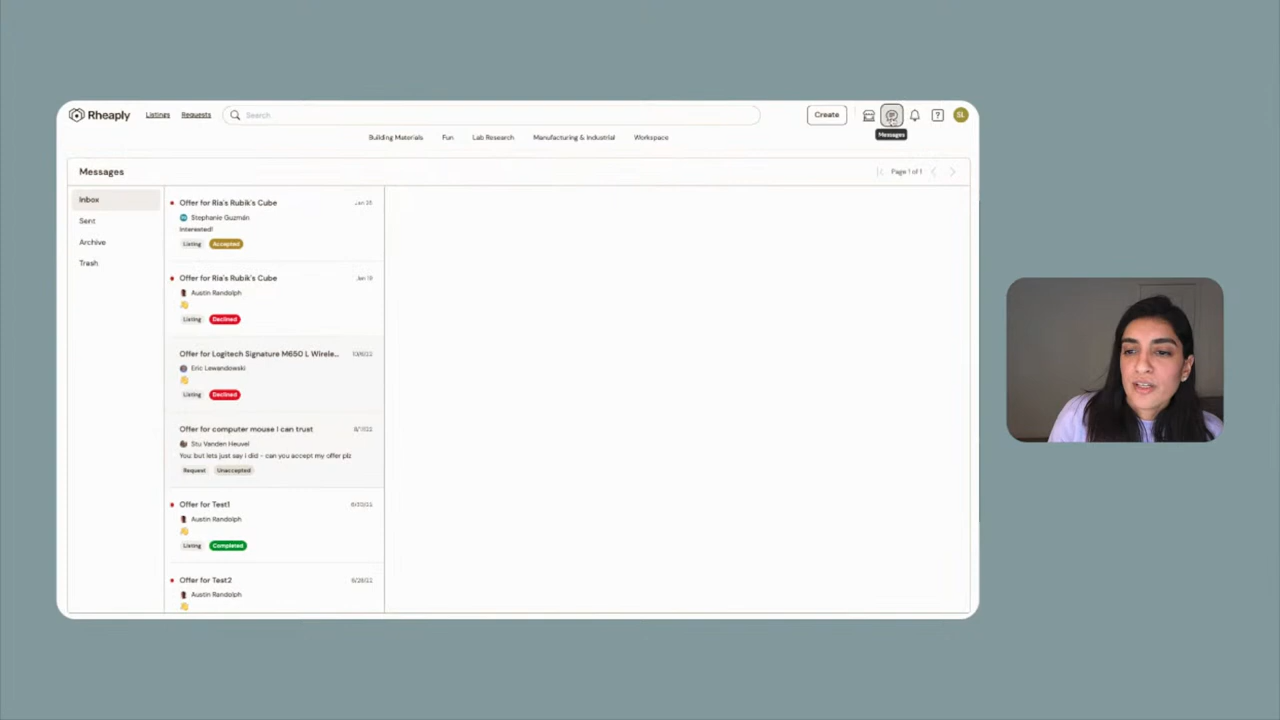 Rheaply
Listings
Requests
Search
Create
SL
Messages
Building Materials
Fun
Lab Research
Manufacturing & Industrial
Workspace
Messages
Page 1 of 1
Inbox
Sent
Archive
Trash
Offer for Ria's Rubik's Cube
Stephanie Guzmán
Interested!
Listing Accepted
Offer for Ria's Rubik's Cube
Austin Randolph
Listing Declined
Offer for Logitech Signature M650 L Wirele...
Eric Lewandowski
Listing Declined
Offer for computer mouse I can trust
Stu Vanden Heuvel
You: but lets just say i did - can you accept my offer plz
Request Unaccepted
Offer for Test1
Austin Randolph
Listing Completed
Offer for Test2
Austin Randolph